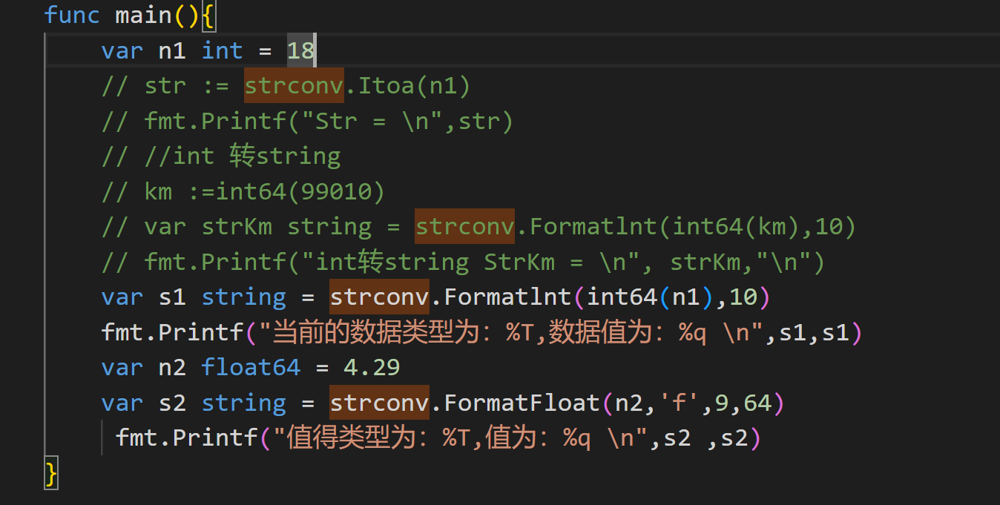 func main(){
var n1 int = 18
// str := strconv.Itoa(n1)
// fmt.Printf("Str = \n",str)
// //int 转string
// km :=int64(99010)
// var strKm string = strconv.Formatlnt(int64(km),10)
// fmt.Printf("int转string StrKm = \n", strKm,"\n")
var s1 string = strconv.Formatlnt(int64(n1),10)
fmt.Printf("当前的数据类型为：%T,数据值为：%q \n",s1,s1)
var n2 float64 = 4.29
var s2 string = strconv.FormatFloat(n2,'f',9,64)
fmt.Printf("值得类型为：%T,值为：%q \n",s2 ,s2)
}